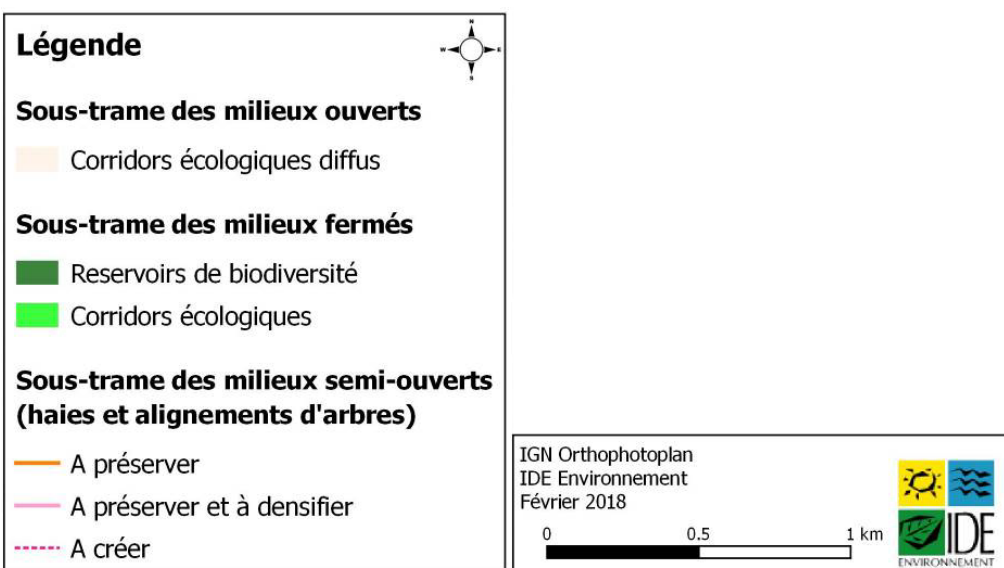 Légende
N
W
E
S
Sous-trame des milieux ouverts
Corridors écologiques diffus
Sous-trame des milieux fermés
Reservoirs de biodiversité
Corridors écologiques
Sous-trame des milieux semi-ouverts
(haies et alignements d'arbres)
A préserver
A préserver et à densifier
A créer
IGN Orthophotoplan
IDE Environnement
Février 2018
0 0.5 1 km
IDE
ENVIRONNEMENT